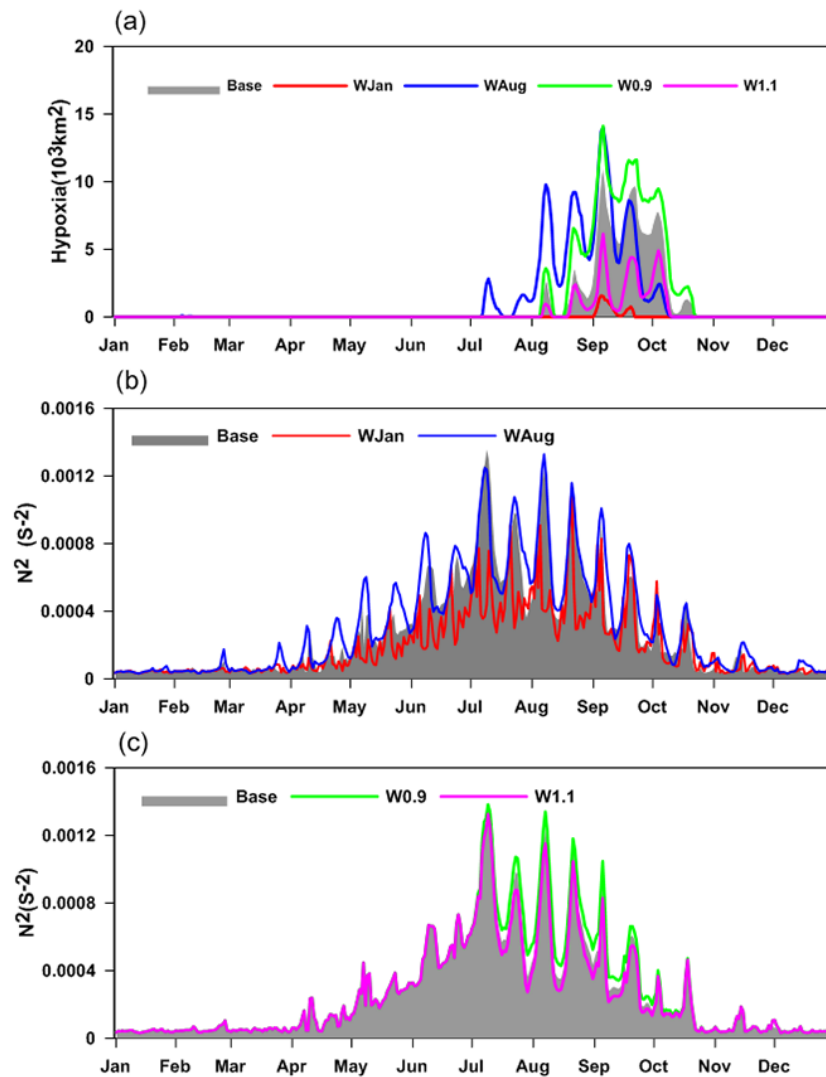 (a)
20
15
10
5
0
Hypoxia(10³km²)
Base WJan WAug W0.9 W1.1
Jan Feb Mar Apr May Jun Jul Aug Sep Oct Nov Dec
(b)
0.0016
0.0012
0.0008
0.0004
0
N² (S⁻²)
Base WJan WAug
Jan Feb Mar Apr May Jun Jul Aug Sep Oct Nov Dec
(c)
0.0016
0.0012
0.0008
0.0004
0
N²(S⁻²)
Base W0.9 W1.1
Jan Feb Mar Apr May Jun Jul Aug Sep Oct Nov Dec